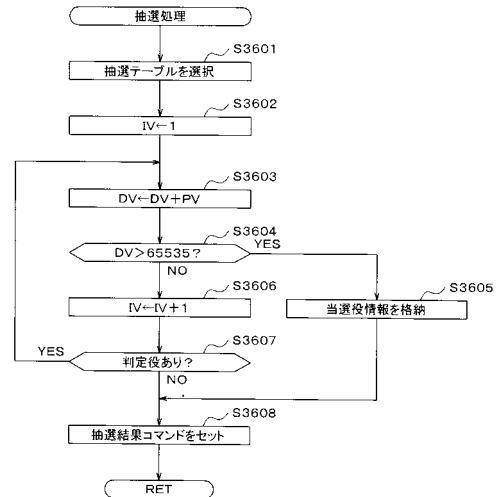 抽選処理
S3601
抽選テーブルを選択
S3602
IV←1
S3603
DV←DV+PV
S3604
DV>65535?
YES
NO
S3605
当選役情報を格納
S3606
IV←IV+1
S3607
YES
判定役あり?
NO
S3608
抽選結果コマンドをセット
RET